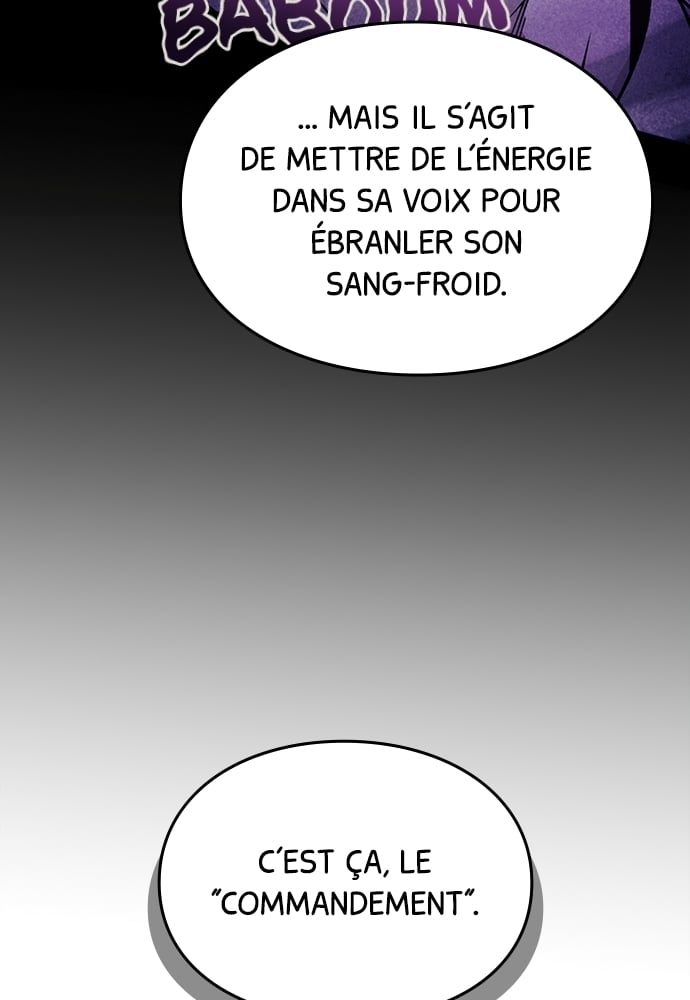 BABOUM
... MAIS IL S'AGIT
DE METTRE DE L'ÉNERGIE
DANS SA VOIX POUR
ÉBRANLER SON
SANG-FROID.
C'EST ÇA, LE
"COMMANDEMENT".